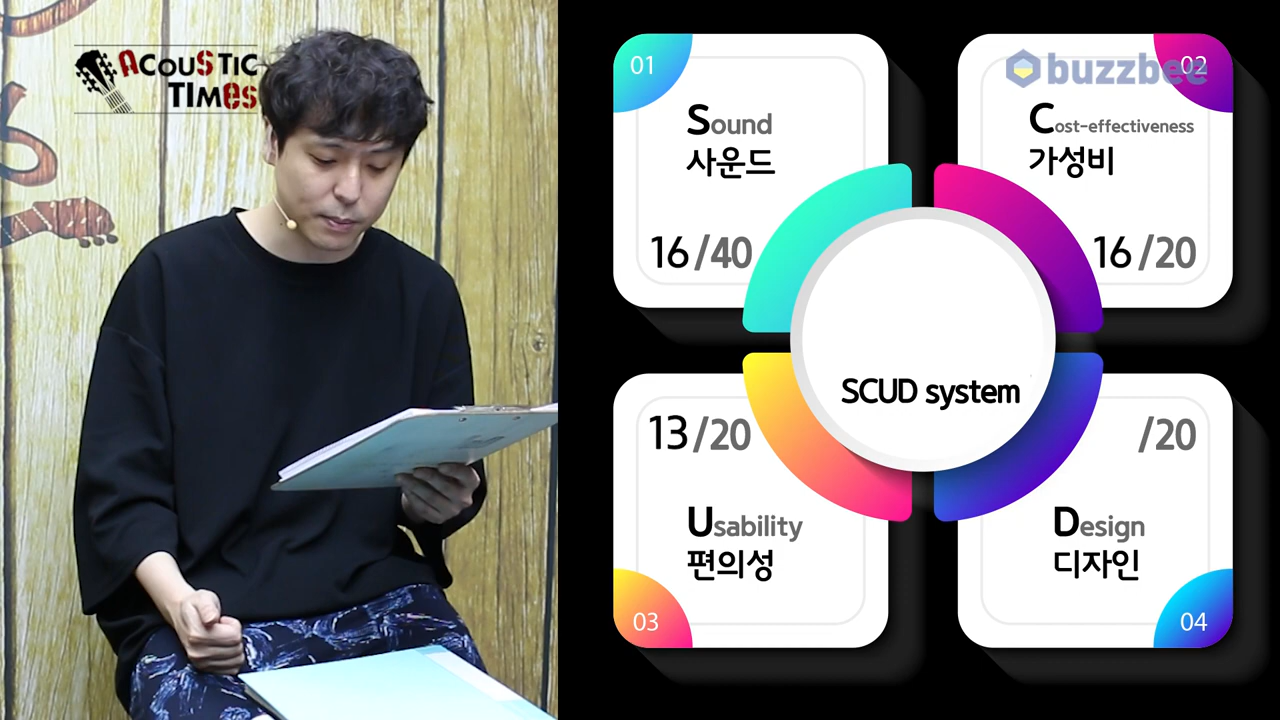 ACOUSTIC
TIMES
01
Sound
사운드
16/40
buzzbee
02
Cost-effectiveness
가성비
16/20
SCUD system
13/20
Usability
편의성
03
/20
Design
디자인
04